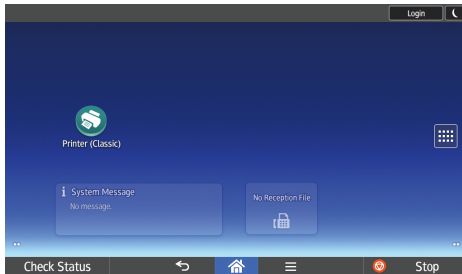 Login
Printer (Classic)
System Message
No message.
No Reception File
Check Status
Stop